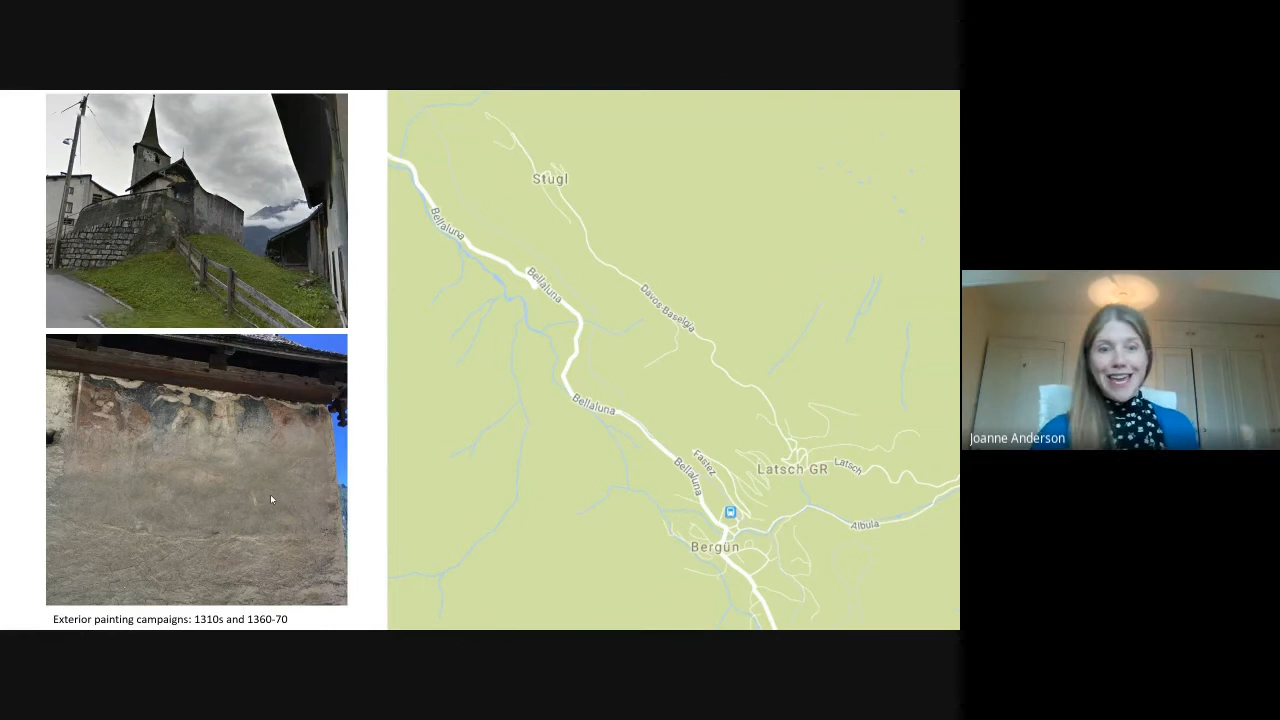 Stugl
Bellaluna
Bellaluna
Davos-Baselgia
Bellaluna
Fastez
Bellaluna
Latsch GR
Latsch
Albula
Bergün
Exterior painting campaigns: 1310s and 1360-70
Joanne Anderson